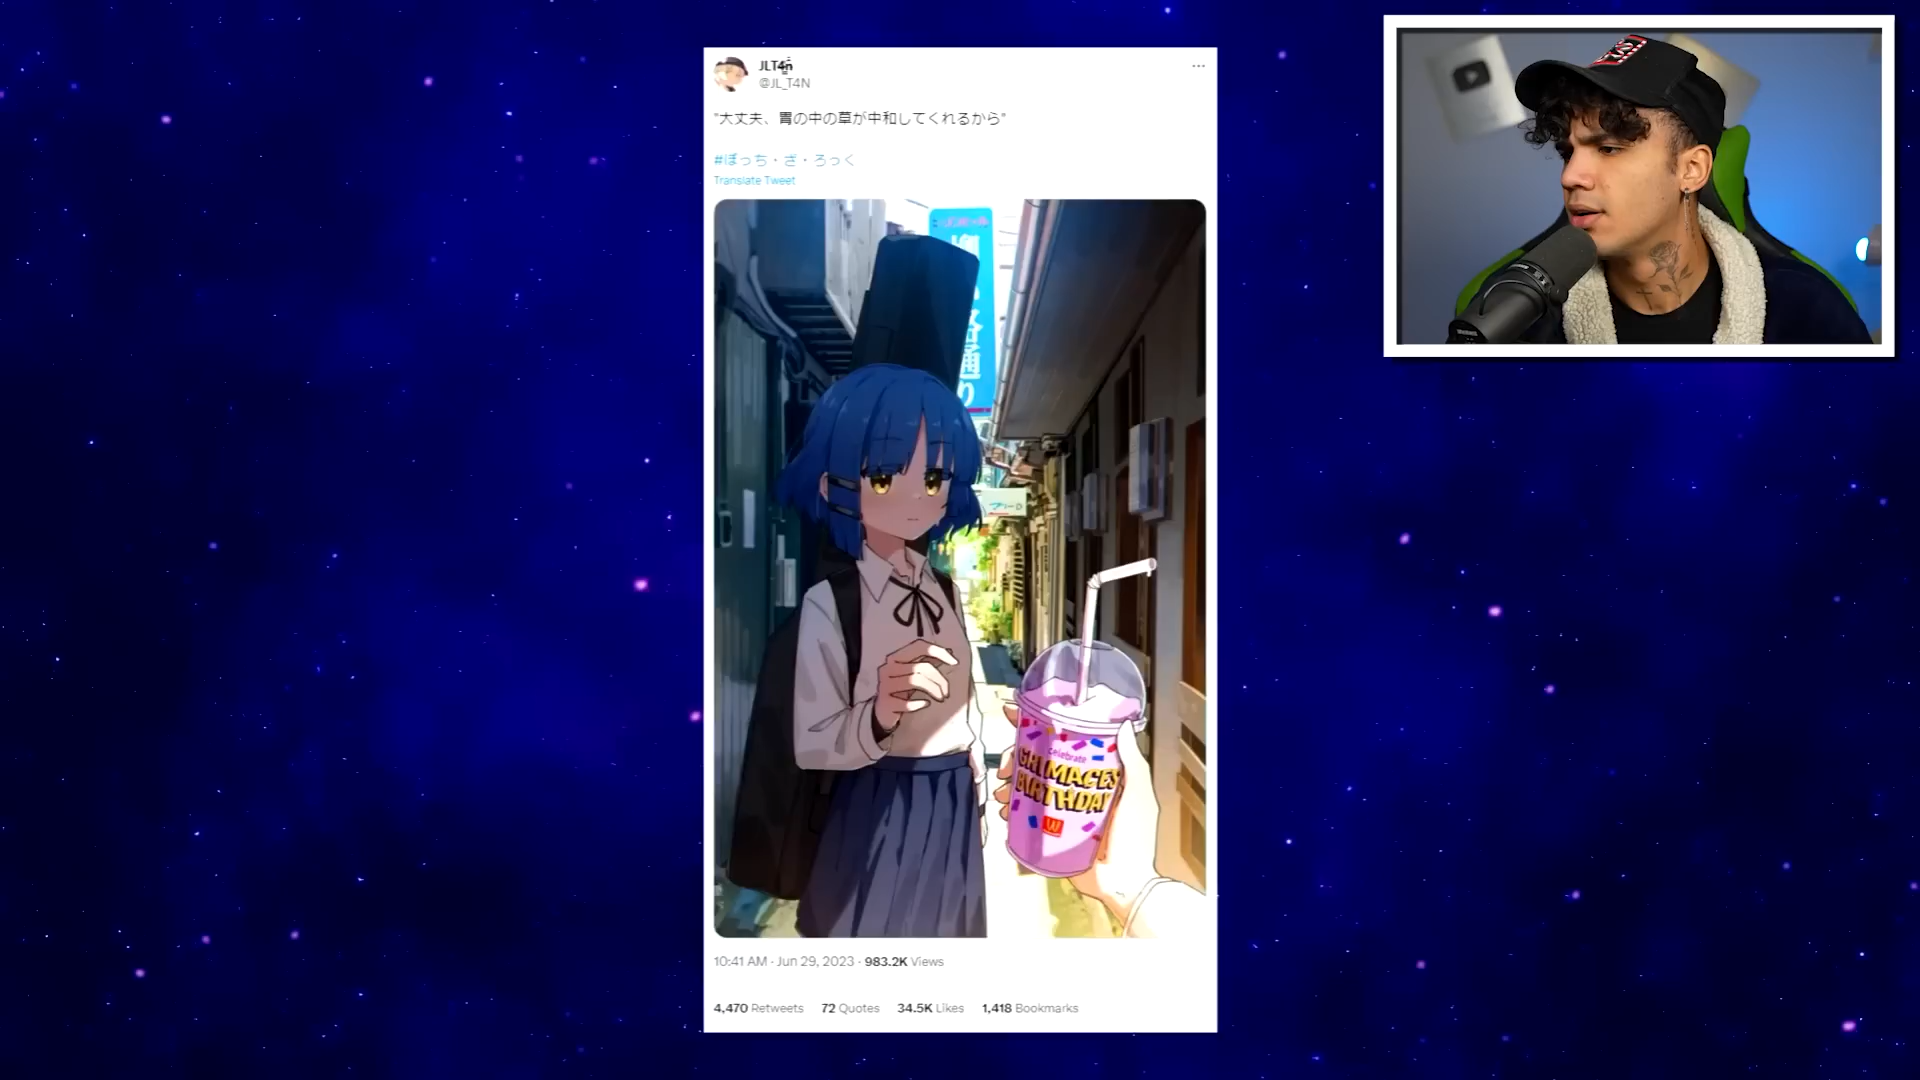 JLT4n
@JL_T4N
"大丈夫、胃の中の草が中和してくれるから"
#ぼっち・ざ・ろっく
Translate Tweet
celebrate
GRIMACE'S
BIRTHDAY
10:41 AM · Jun 29, 2023 · 983.2K Views
4,470 Retweets 72 Quotes 34.5K Likes 1,418 Bookmarks